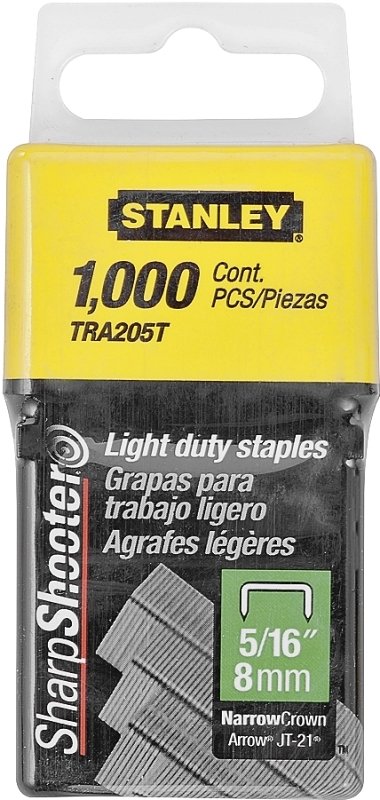 STANLEY®
1,000 Cont.
PCS/Piezas
TRA205T
SharpShooter
Light duty staples
Grapas para
trabajo ligero
Agrafes légères
5/16"
8mm
NarrowCrown
Arrow® JT-21®
TM